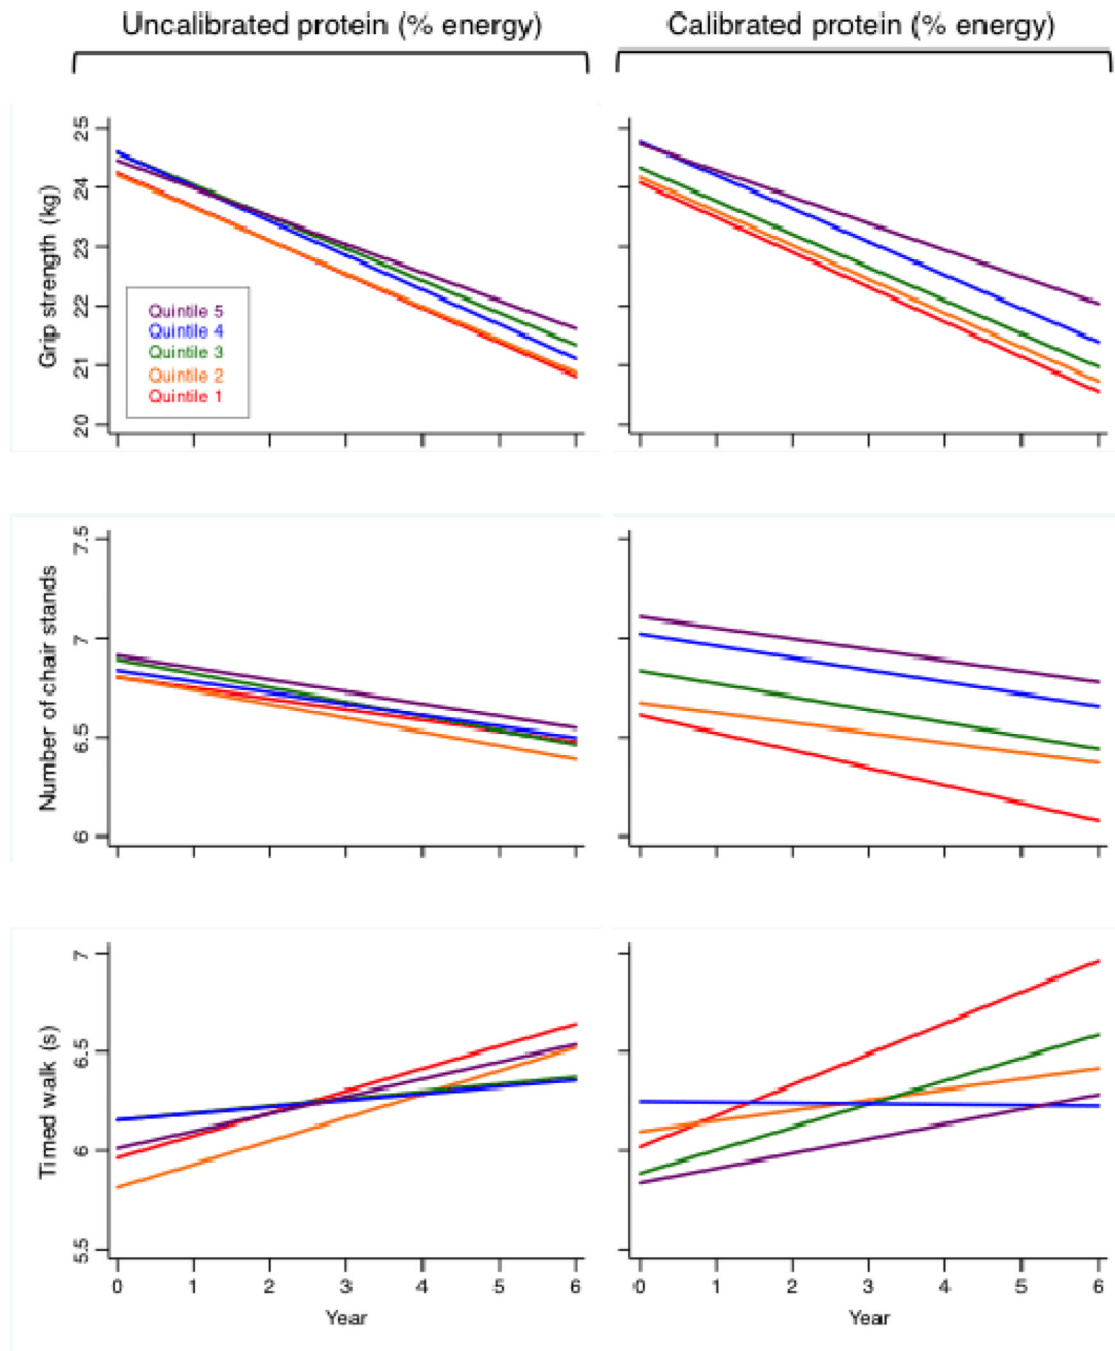 Uncalibrated protein (% energy)
Calibrated protein (% energy)
Grip strength (kg)
25
24
23
22
21
20
Quintile 5
Quintile 4
Quintile 3
Quintile 2
Quintile 1
Number of chair stands
7.5
7
6.5
6
Timed walk (s)
7
6.5
6
5.5
0 1 2 3 4 5 6
Year
0 1 2 3 4 5 6
Year